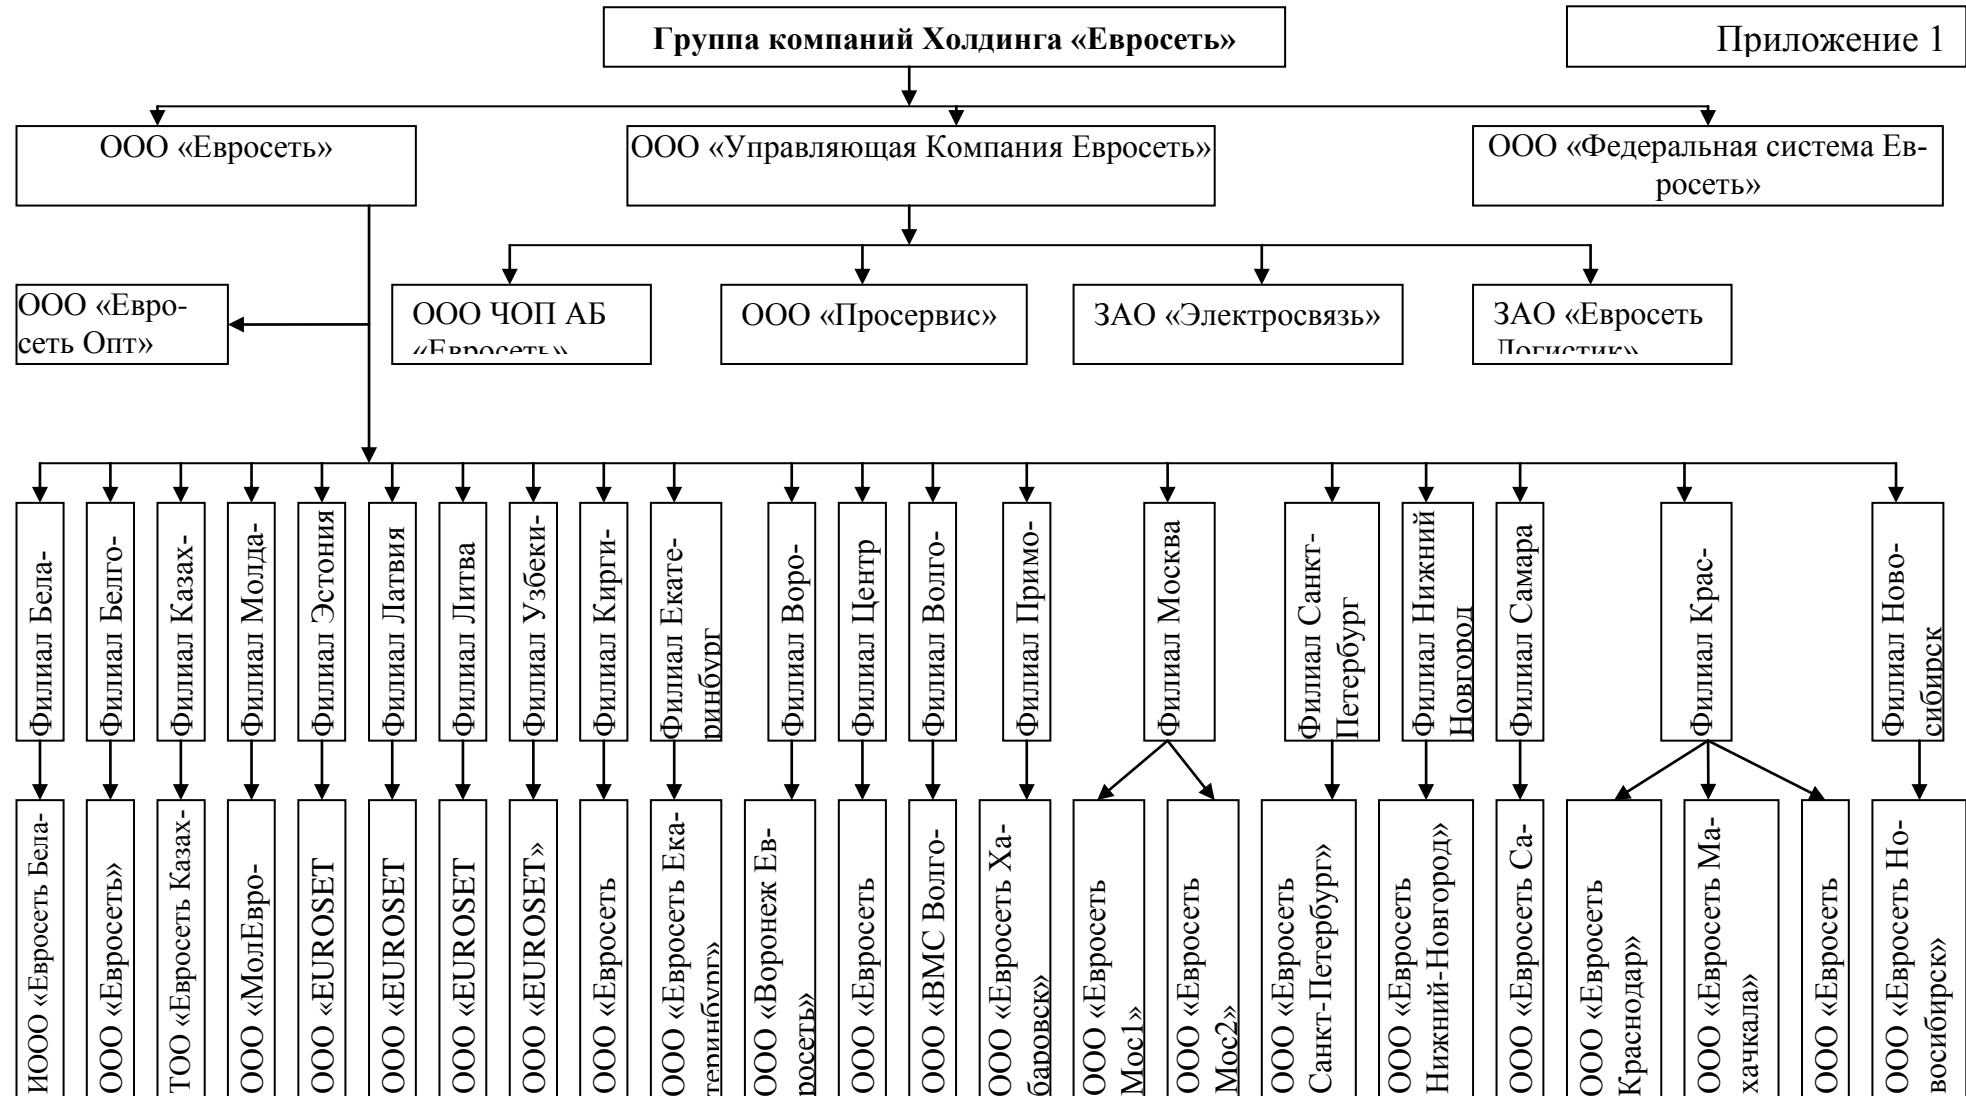 Группа компаний Холдинга «Евросеть»
Приложение 1
ООО «Евросеть»
ООО «Управляющая Компания Евросеть»
ООО «Федеральная система Ев-
росеть»
ООО «Евро-
сеть Опт»
ООО ЧОП АБ
«Евросеть»
ООО «Просервис»
ЗАО «Электросвязь»
ЗАО «Евросеть
Логистик»
Филиал Бела-
Филиал Белго-
Филиал Казах-
Филиал Молда-
Филиал Эстония
Филиал Латвия
Филиал Литва
Филиал Узбеки-
Филиал Кирги-
Филиал Екате-
ринбург
Филиал Воро-
Филиал Центр
Филиал Волго-
Филиал Примо-
Филиал Москва
Филиал Санкт-
Петербург
Филиал Нижний
Новгород
Филиал Самара
Филиал Крас-
Филиал Ново-
сибирск
ИООО «Евросеть Бела-
ООО «Евросеть»
ТОО «Евросеть Казах-
ООО «МолЕвро-
ООО «EUROSET
ООО «EUROSET
ООО «EUROSET
ООО «EUROSET»
ООО «Евросеть
ООО «Евросеть Ека-
теринбург»
ООО «Воронеж Ев-
росеть»
ООО «Евросеть
ООО «ВМС Волго-
ООО «Евросеть Ха-
баровск»
ООО «Евросеть
Мос1»
ООО «Евросеть
Мос2»
ООО «Евросеть
Санкт-Петербург»
ООО «Евросеть
Нижний-Новгород»
ООО «Евросеть Са-
ООО «Евросеть
Краснодар»
ООО «Евросеть Ма-
хачкала»
ООО «Евросеть
ООО «Евросеть Но-
восибирск»